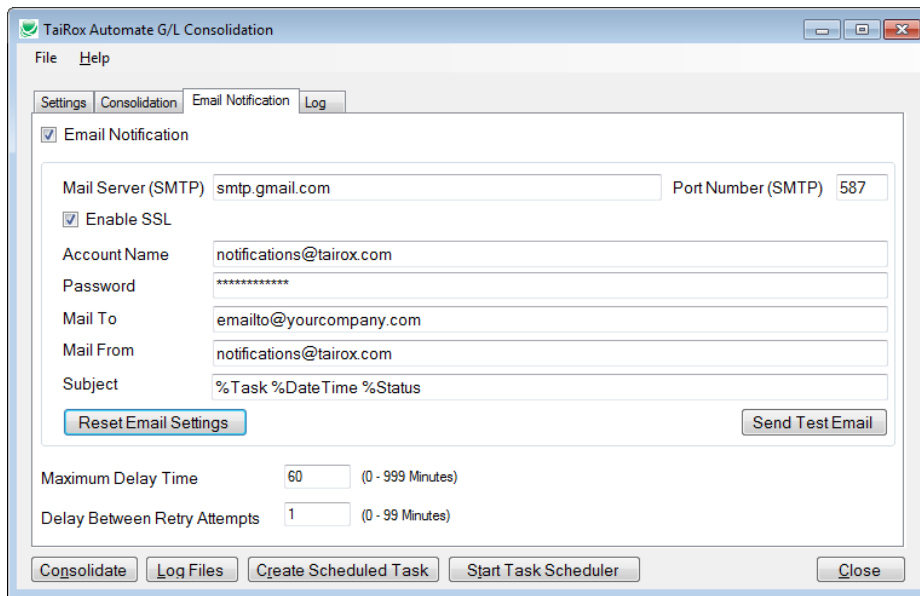 TaiRox Automate G/L Consolidation
File Help
Settings Consolidation Email Notification Log
Email Notification
Mail Server (SMTP) smtp.gmail.com Port Number (SMTP) 587
Enable SSL
Account Name notifications@tairox.com
Password ************
Mail To emailto@yourcompany.com
Mail From notifications@tairox.com
Subject %Task %DateTime %Status
Reset Email Settings Send Test Email
Maximum Delay Time 60 (0 - 999 Minutes)
Delay Between Retry Attempts 1 (0 - 99 Minutes)
Consolidate Log Files Create Scheduled Task Start Task Scheduler Close